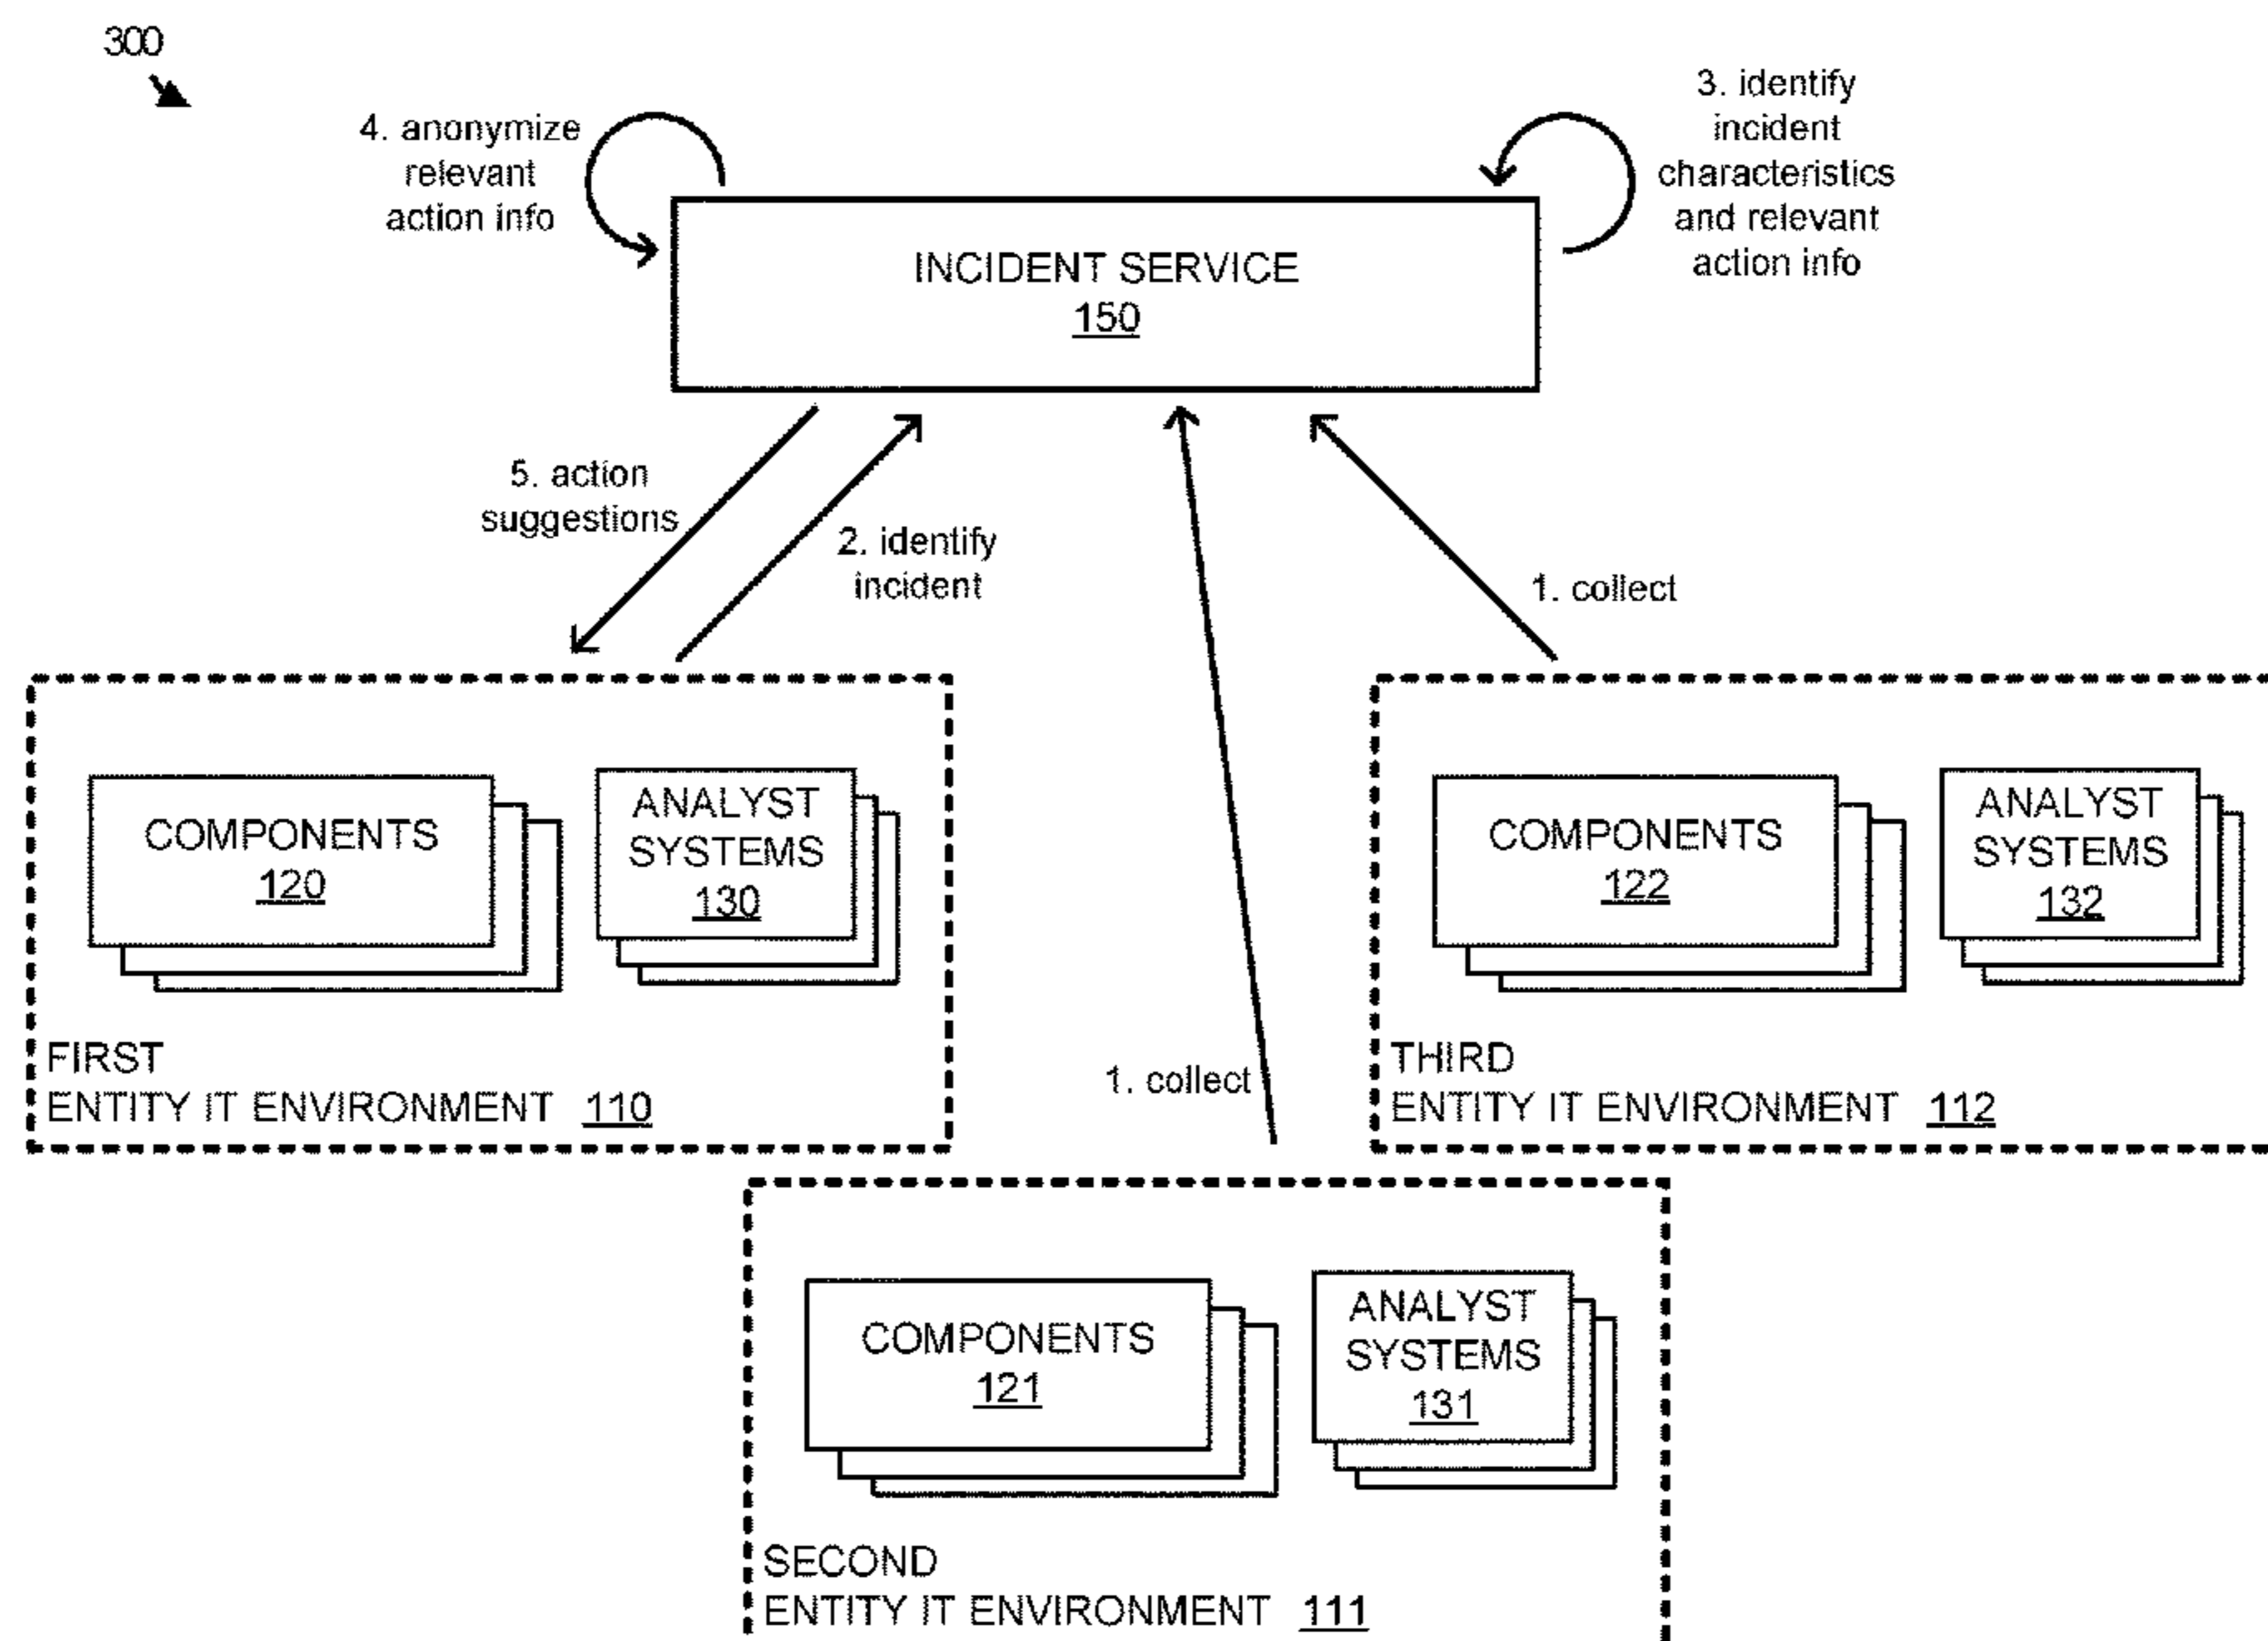 300
4. anonymize
relevant
action info
3. identify
incident
characteristics
and relevant
action info
INCIDENT SERVICE
150
5. action
suggestions
2. identify
incident
1. collect
COMPONENTS
120
ANALYST
SYSTEMS
130
FIRST
ENTITY IT ENVIRONMENT 110
COMPONENTS
122
ANALYST
SYSTEMS
132
THIRD
ENTITY IT ENVIRONMENT 112
1. collect
COMPONENTS
121
ANALYST
SYSTEMS
131
SECOND
ENTITY IT ENVIRONMENT 111